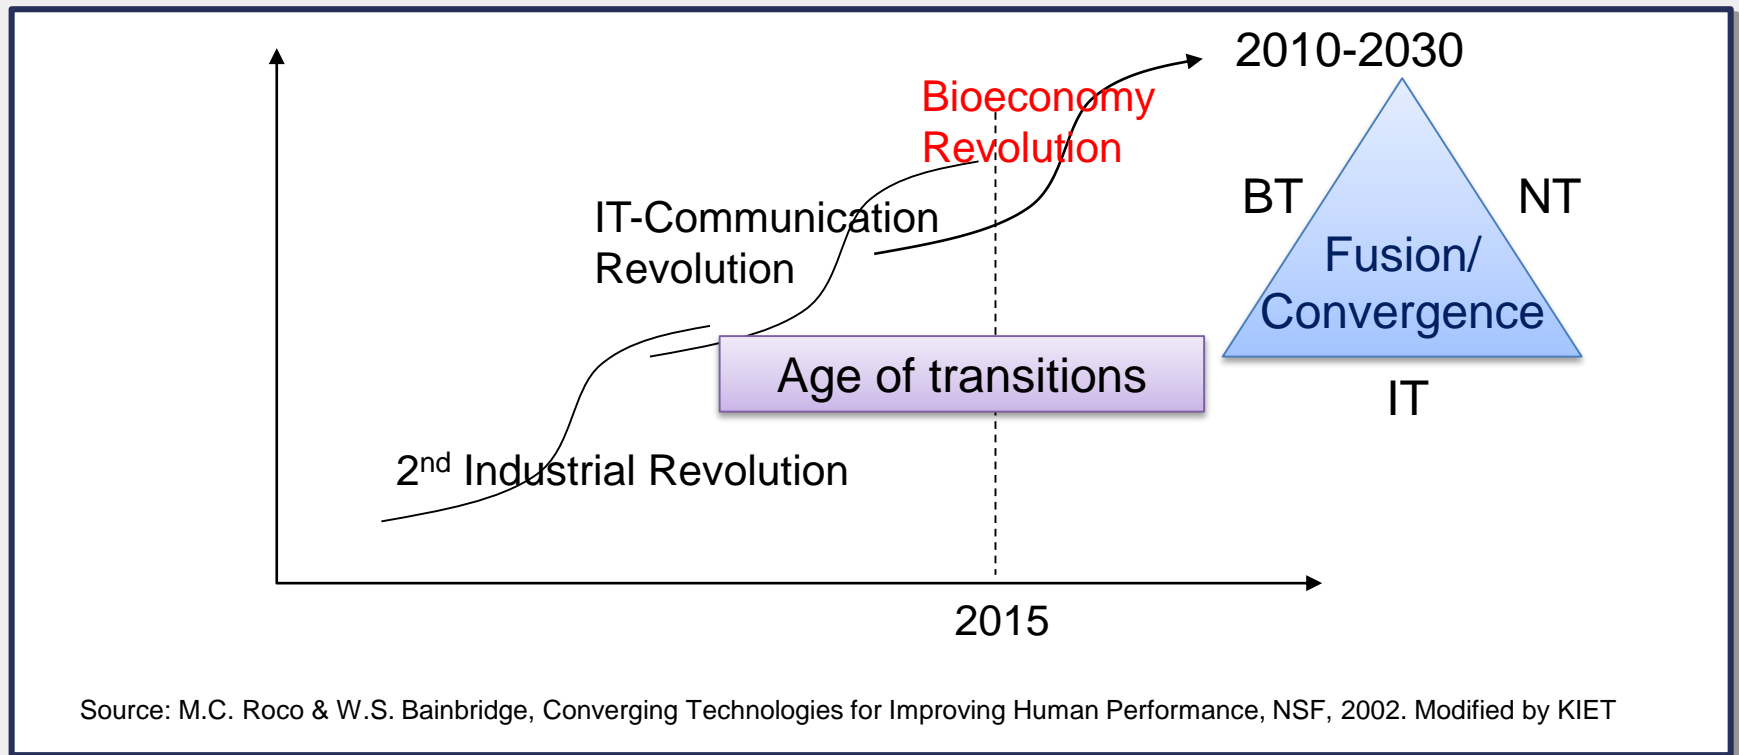 2010-2030
Bioeconomy
Revolution
BT
NT
IT-Communication
Revolution
Fusion/
Convergence
Age of transitions
IT
2nd Industrial Revolution
2015
Source: M.C. Roco & W.S. Bainbridge, Converging Technologies for Improving Human Performance, NSF, 2002. Modified by KIET